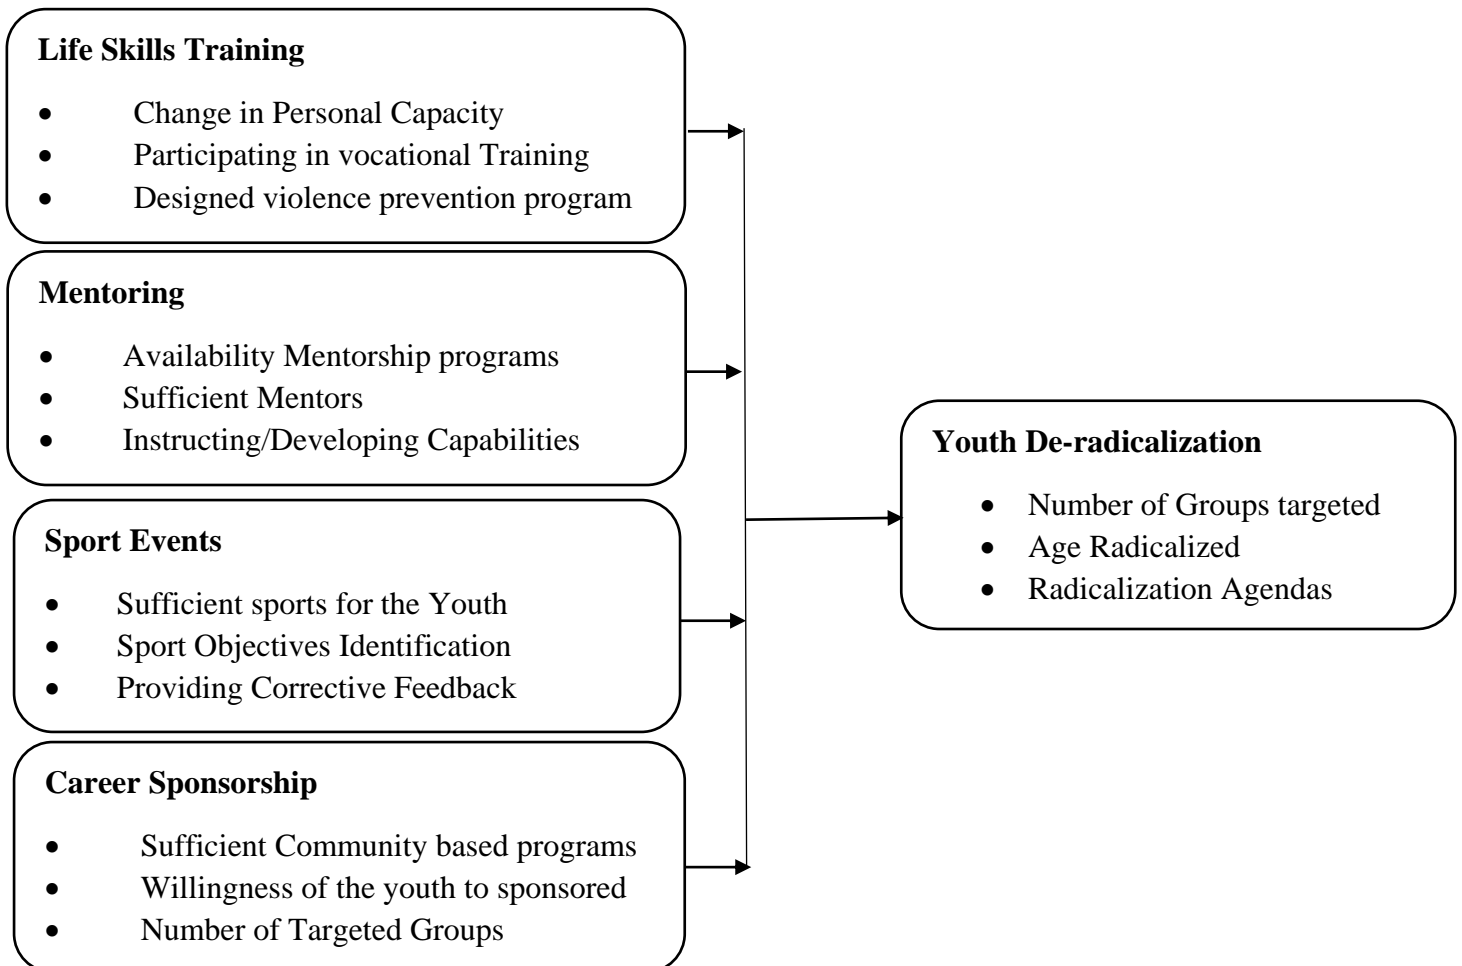 Life Skills Training
• Change in Personal Capacity
• Participating in vocational Training
• Designed violence prevention program
Mentoring
• Availability Mentorship programs
• Sufficient Mentors
• Instructing/Developing Capabilities
Sport Events
• Sufficient sports for the Youth
• Sport Objectives Identification
• Providing Corrective Feedback
Career Sponsorship
• Sufficient Community based programs
• Willingness of the youth to sponsored
• Number of Targeted Groups
Youth De-radicalization
• Number of Groups targeted
• Age Radicalized
• Radicalization Agendas